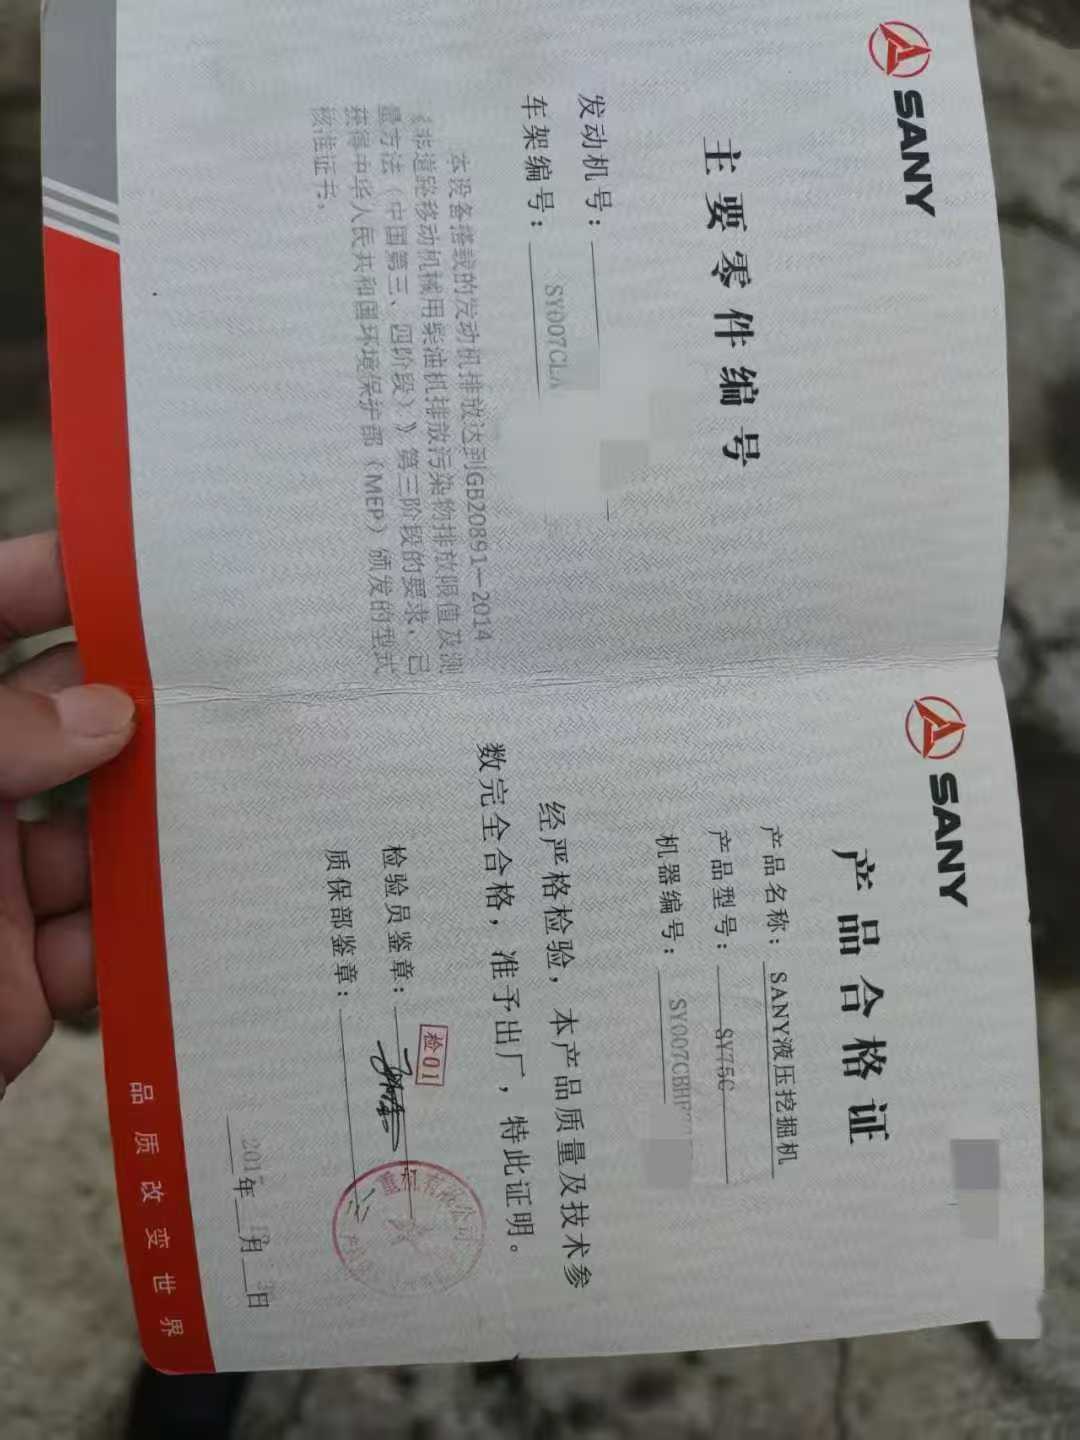 SANY
主要零件编号
发动机号：
车架编号： SY007CLA
本设备搭载的发动机排放达到GB20891—2014
《非道路移动机械用柴油机排放污染物排放限值及测
量方法（中国第三、四阶段）》第三阶段的要求，已
获得中华人民共和国环境保护部（MEP）颁发的型式
核准证书。
SANY
产品合格证
产品名称：SANY液压挖掘机
产品型号： SY75C
机器编号： SY007CBHF
经严格检验，本产品质量及技术参
数完全合格，准予出厂，特此证明。
检验员鉴章： 检01
质保部鉴章：
重机有限公司
年 月 日
品质改变世界